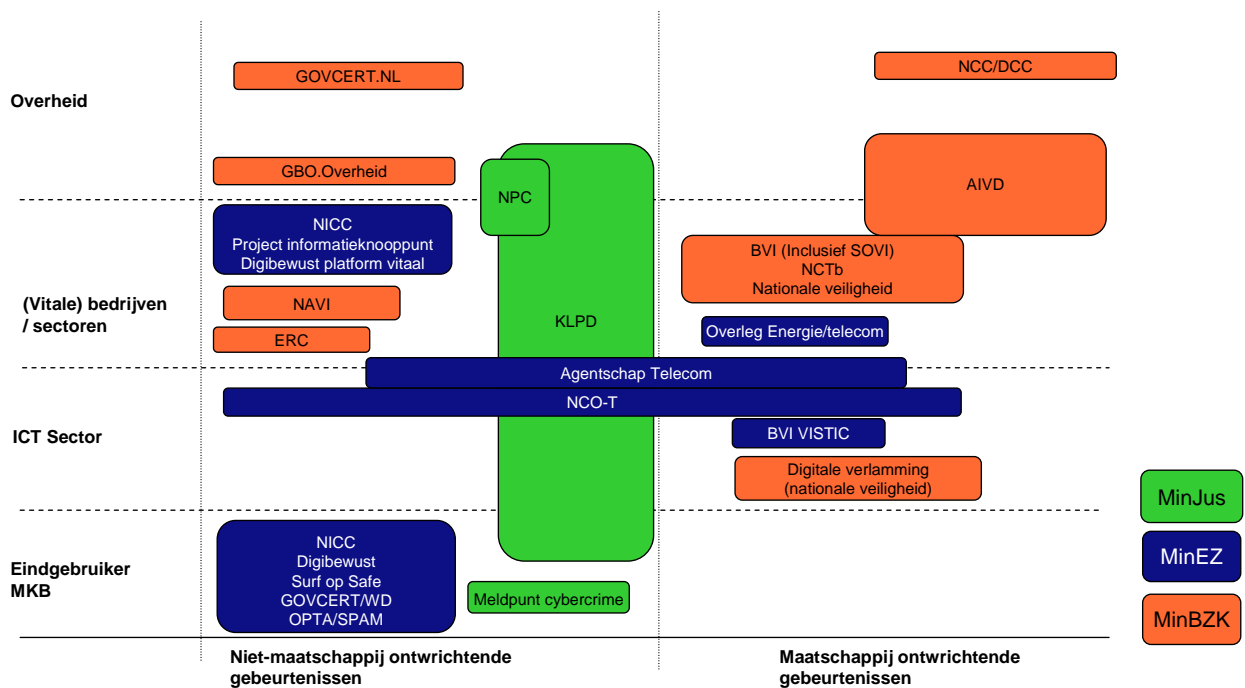 GOVCERT.NL
NCC/DCC
Overheid
GBO.Overheid
NPC
AIVD
NICC
Project informatieknooppunt
Digibewust platform vitaal
BVI (Inclusief SOVI)
NCTb
Nationale veiligheid
(Vitale) bedrijven
/ sectoren
NAVI
ERC
KLPD
Overleg Energie/telecom
Agentschap Telecom
NCO-T
ICT Sector
BVI VISTIC
Digitale verlamming
(nationale veiligheid)
Eindgebruiker
MKB
NICC
Digibewust
Surf op Safe
GOVCERT/WD
OPTA/SPAM
Meldpunt cybercrime
MinJus
MinEZ
MinBZK
Niet-maatschappij ontwrichtende
gebeurtenissen
Maatschappij ontwrichtende
gebeurtenissen